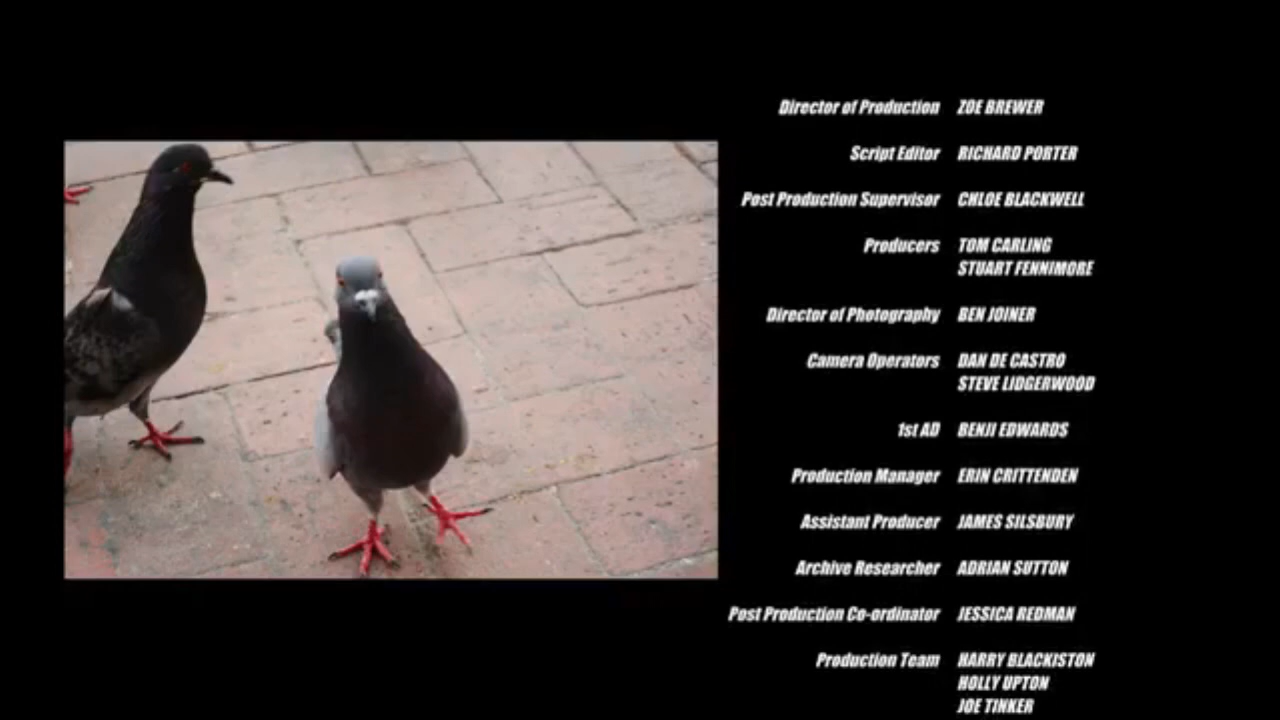 Director of Production ZOE BREWER
Script Editor RICHARD PORTER
Post Production Supervisor CHLOE BLACKWELL
Producers TOM CARLING
STUART FENNIMORE
Director of Photography BEN JOINER
Camera Operators DAN DE CASTRO
STEVE LIDGERWOOD
1st AD BENJI EDWARDS
Production Manager ERIN CRITTENDEN
Assistant Producer JAMES SILSBURY
Archive Researcher ADRIAN SUTTON
Post Production Co-ordinator JESSICA REDMAN
Production Team HARRY BLACKISTON
HOLLY UPTON
JOE TINKER